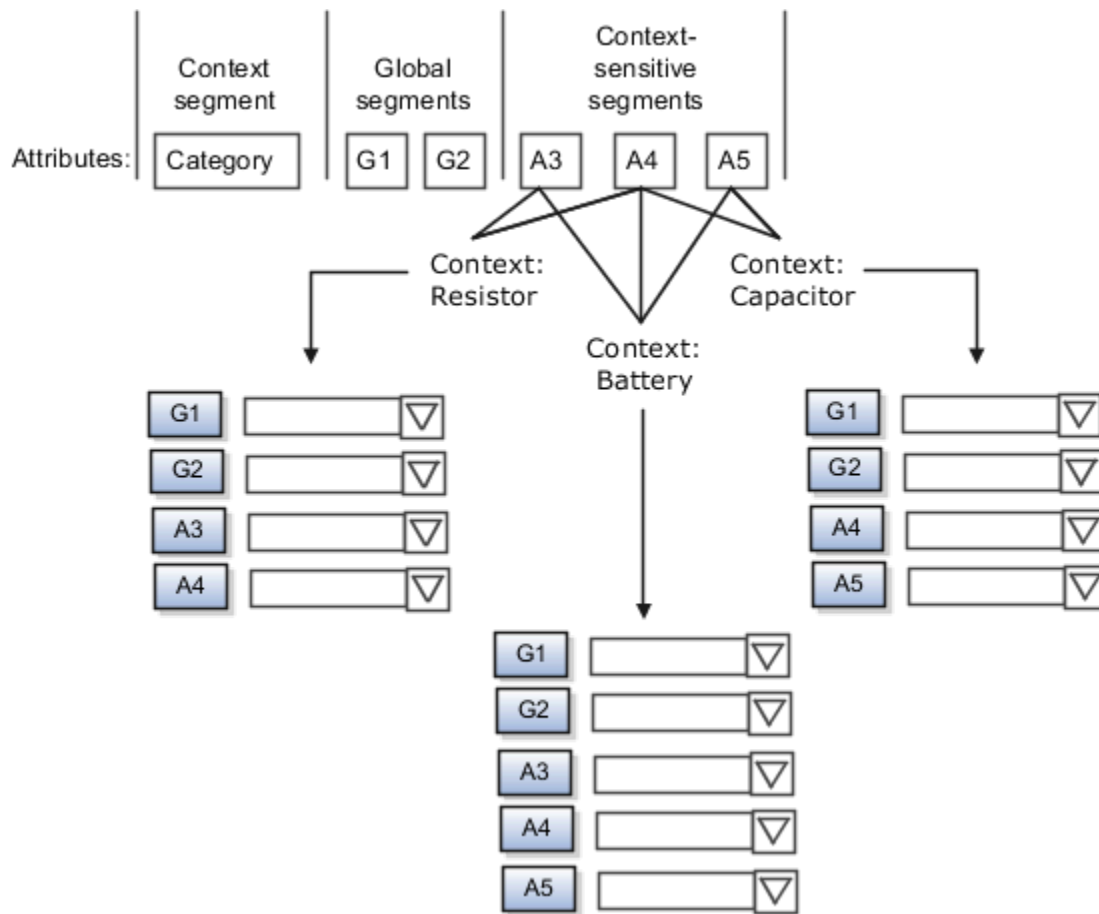 Context
segment
Global
segments
Context-
sensitive
segments
Attributes:
Category
G1
G2
A3
A4
A5
Context:
Resistor
Context:
Capacitor
Context:
Battery
G1
G2
A3
A4
G1
G2
A4
A5
G1
G2
A3
A4
A5